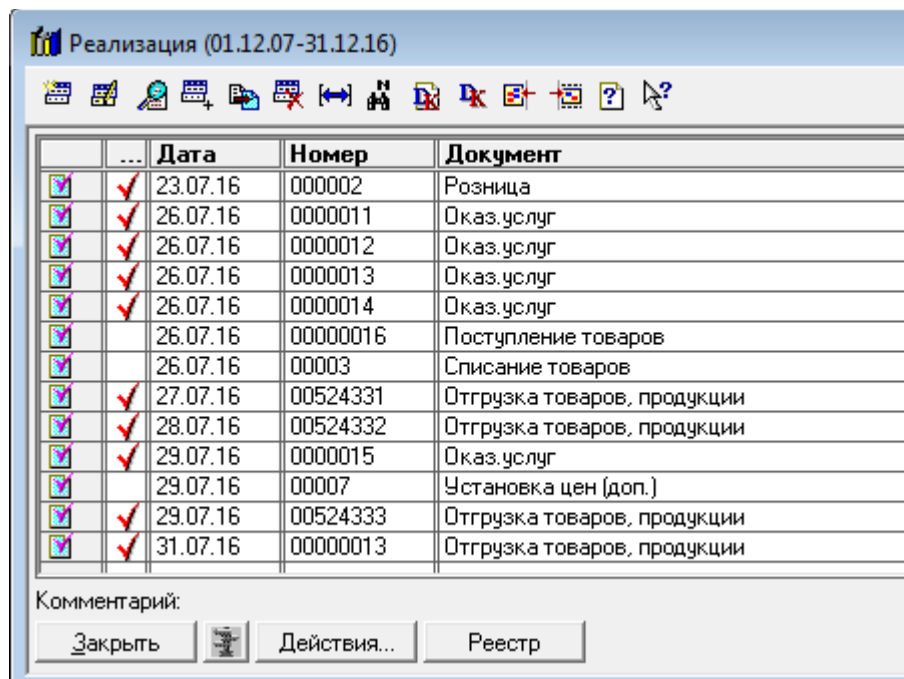 Реализация (01.12.07-31.12.16)
... Дата Номер Документ
23.07.16 000002 Розница
26.07.16 0000011 Оказ.услуг
26.07.16 0000012 Оказ.услуг
26.07.16 0000013 Оказ.услуг
26.07.16 0000014 Оказ.услуг
26.07.16 00000016 Поступление товаров
26.07.16 00003 Списание товаров
27.07.16 00524331 Отгрузка товаров, продукции
28.07.16 00524332 Отгрузка товаров, продукции
29.07.16 0000015 Оказ.услуг
29.07.16 00007 Установка цен (доп.)
29.07.16 00524333 Отгрузка товаров, продукции
31.07.16 00000013 Отгрузка товаров, продукции
Комментарий:
Закрыть Действия... Реестр